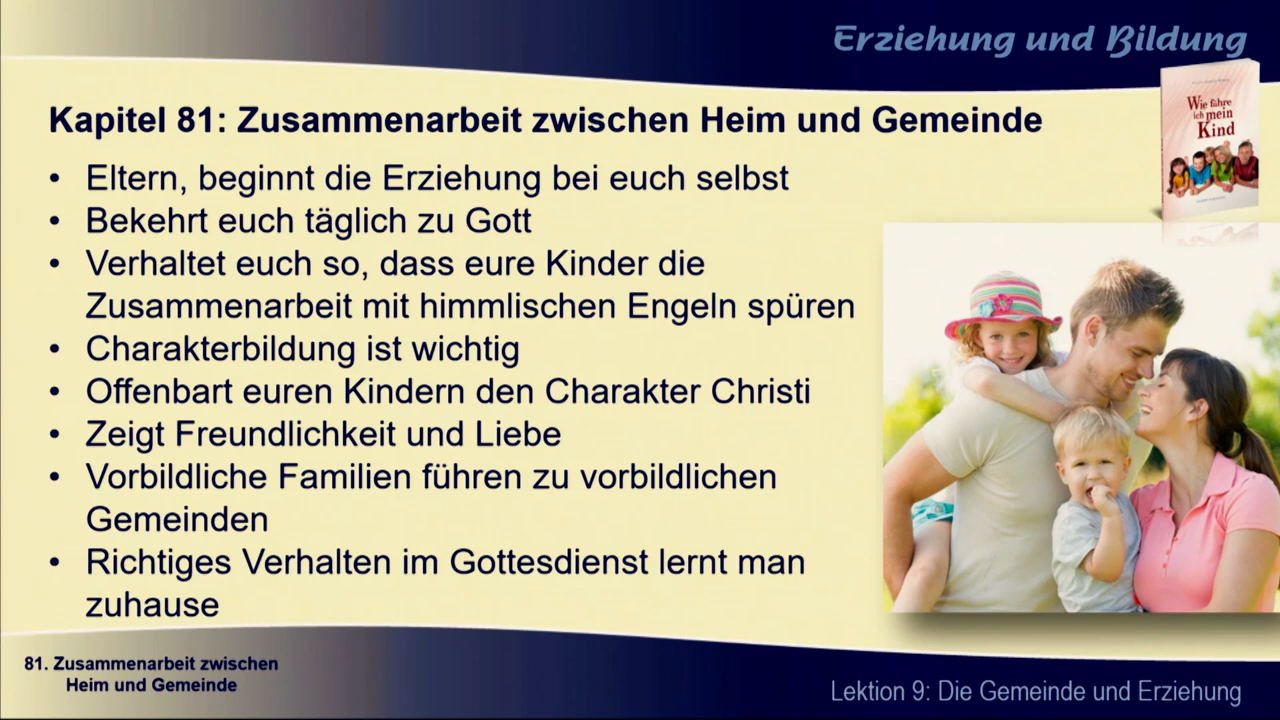 Erziehung und Bildung
Wie führe
ich mein
Kind
Kapitel 81: Zusammenarbeit zwischen Heim und Gemeinde
• Eltern, beginnt die Erziehung bei euch selbst
• Bekehrt euch täglich zu Gott
• Verhaltet euch so, dass eure Kinder die
Zusammenarbeit mit himmlischen Engeln spüren
• Charakterbildung ist wichtig
• Offenbart euren Kindern den Charakter Christi
• Zeigt Freundlichkeit und Liebe
• Vorbildliche Familien führen zu vorbildlichen
Gemeinden
• Richtiges Verhalten im Gottesdienst lernt man
zuhause
81. Zusammenarbeit zwischen
Heim und Gemeinde
Lektion 9: Die Gemeinde und Erziehung